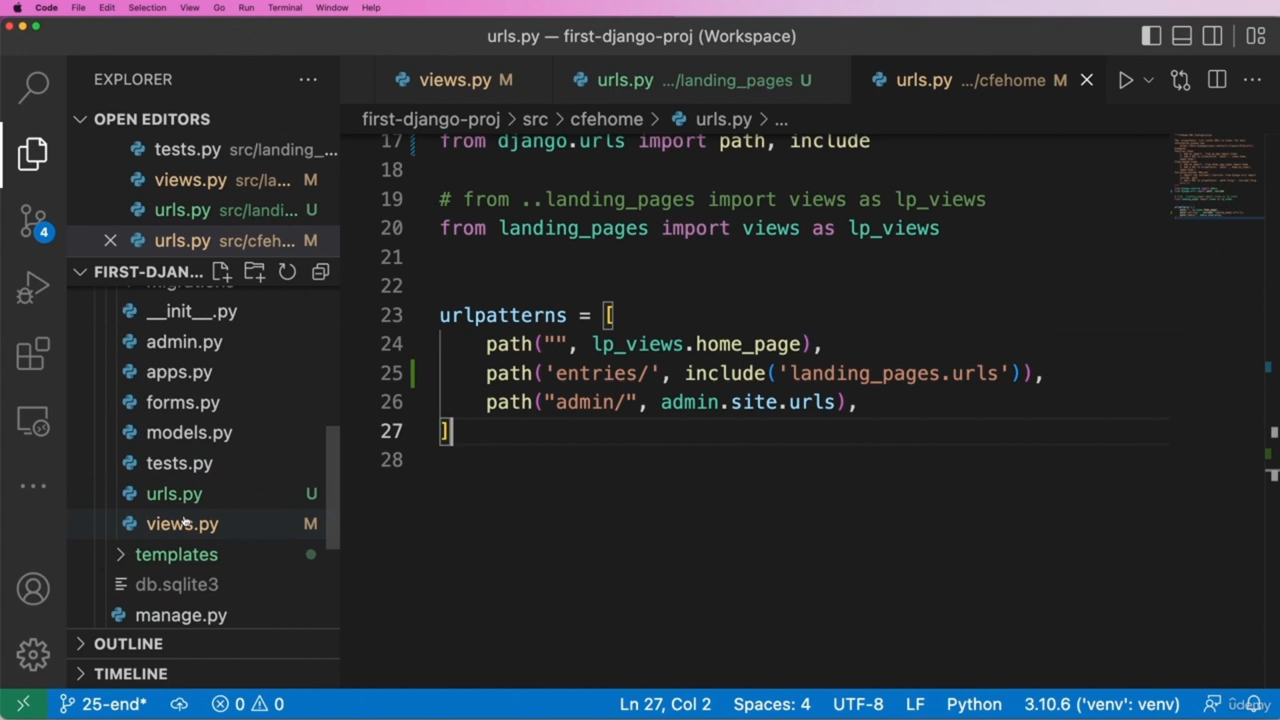 Code File Edit Selection View Go Run Terminal Window Help
urls.py — first-django-proj (Workspace)
EXPLORER
views.py M
urls.py .../landing_pages U
urls.py .../cfehome M
OPEN EDITORS
first-django-proj > src > cfehome > urls.py > ...
tests.py src/landing_...
views.py src/la... M
urls.py src/landi... U
urls.py src/cfeh... M
FIRST-DJAN...
migrations
__init__.py
admin.py
apps.py
forms.py
models.py
tests.py
urls.py U
views.py M
templates
db.sqlite3
manage.py
OUTLINE
TIMELINE
17 from django.urls import path, include
18
19 # from ..landing_pages import views as lp_views
20 from landing_pages import views as lp_views
21
22
23 urlpatterns = [
24 path("", lp_views.home_page),
25 path('entries/', include('landing_pages.urls')),
26 path("admin/", admin.site.urls),
27 ]
28
4
25-end* 0 0 Ln 27, Col 2 Spaces: 4 UTF-8 LF Python 3.10.6 ('venv': venv)
udemy